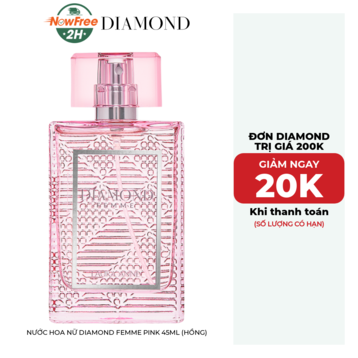 NowFree
2H
DIAMOND
ĐƠN DIAMOND
TRỊ GIÁ 200K
GIẢM NGAY
20K
Khi thanh toán
(SỐ LƯỢNG CÓ HẠN)
DIAMOND
NƯỚC HOA NỮ DIAMOND FEMME PINK 45ML (HỒNG)